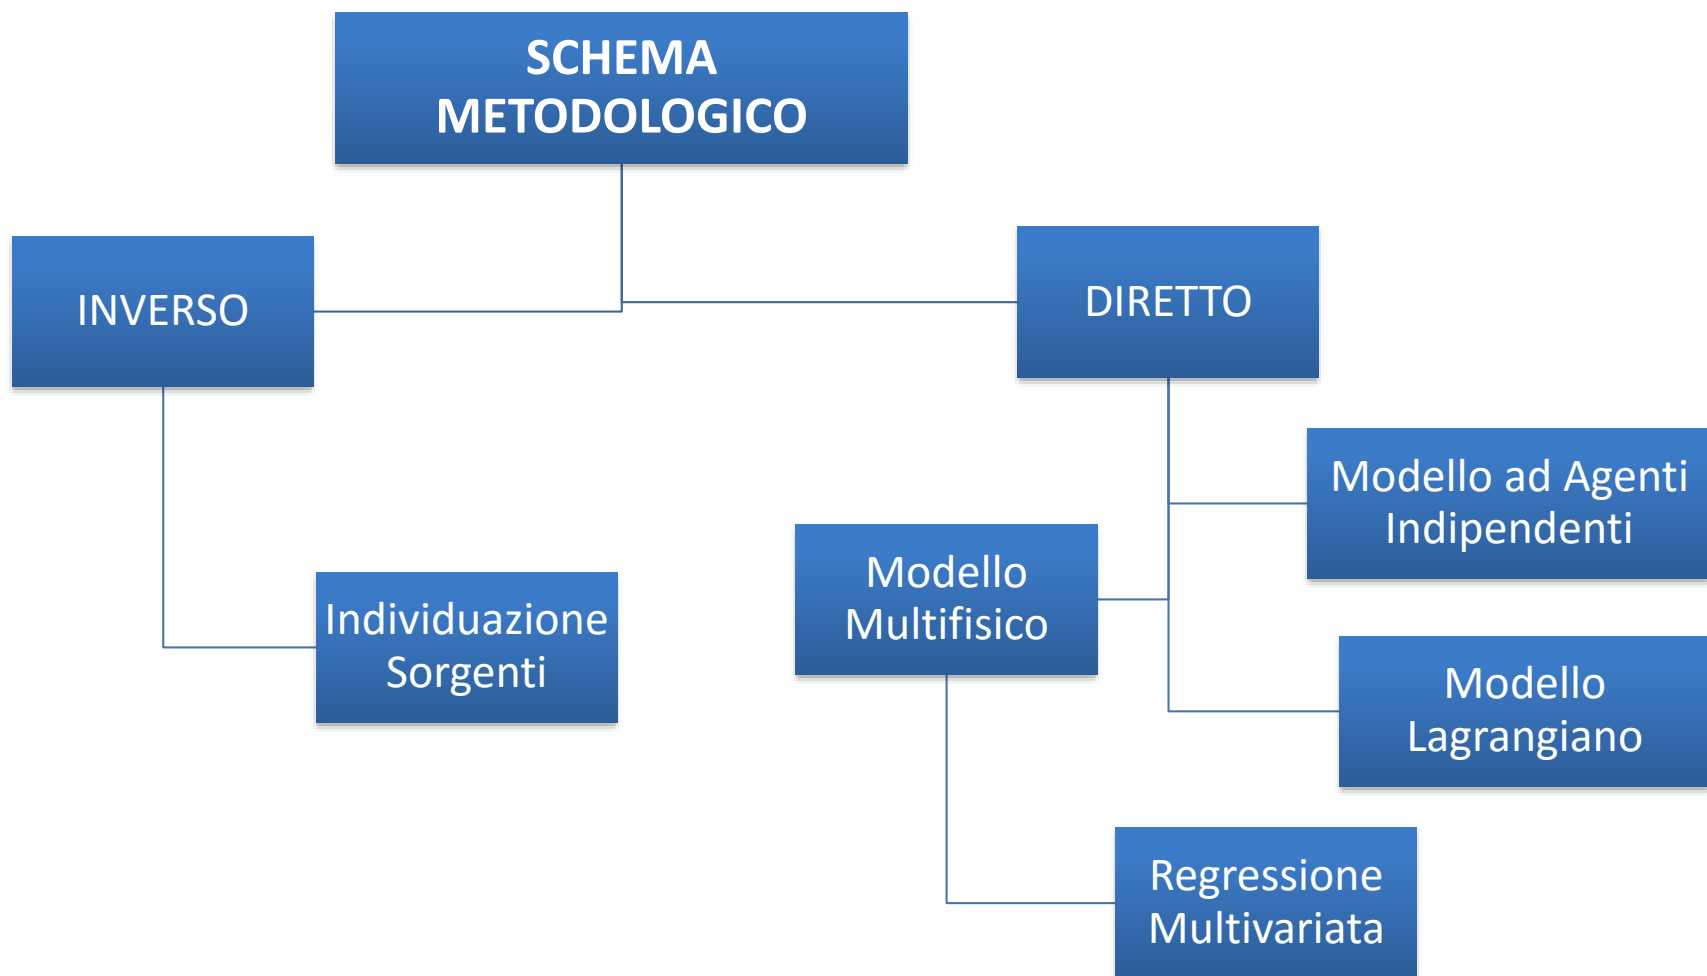 SCHEMA
METODOLOGICO
INVERSO
DIRETTO
Modello ad Agenti
Indipendenti
Modello
Multifisico
Individuazione
Sorgenti
Modello
Lagrangiano
Regressione
Multivariata